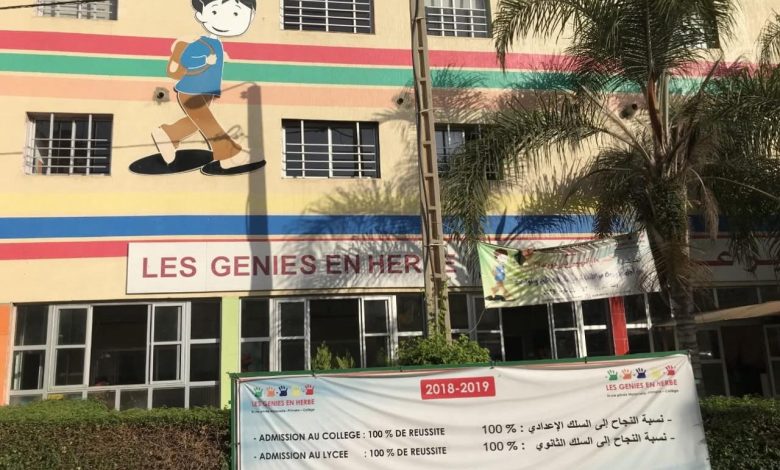 LES GENIES EN HERBE
LES GENIES EN HERBE
2018-2019
LES GENIES EN HERBE
- ADMISSION AU COLLEGE : 100 % DE REUSSITE
- نسبة النجاح إلى السلك الإعدادي : % 100
- ADMISSION AU LYCEE : 100 % DE REUSSITE
- نسبة النجاح إلى السلك الثانوي : % 100